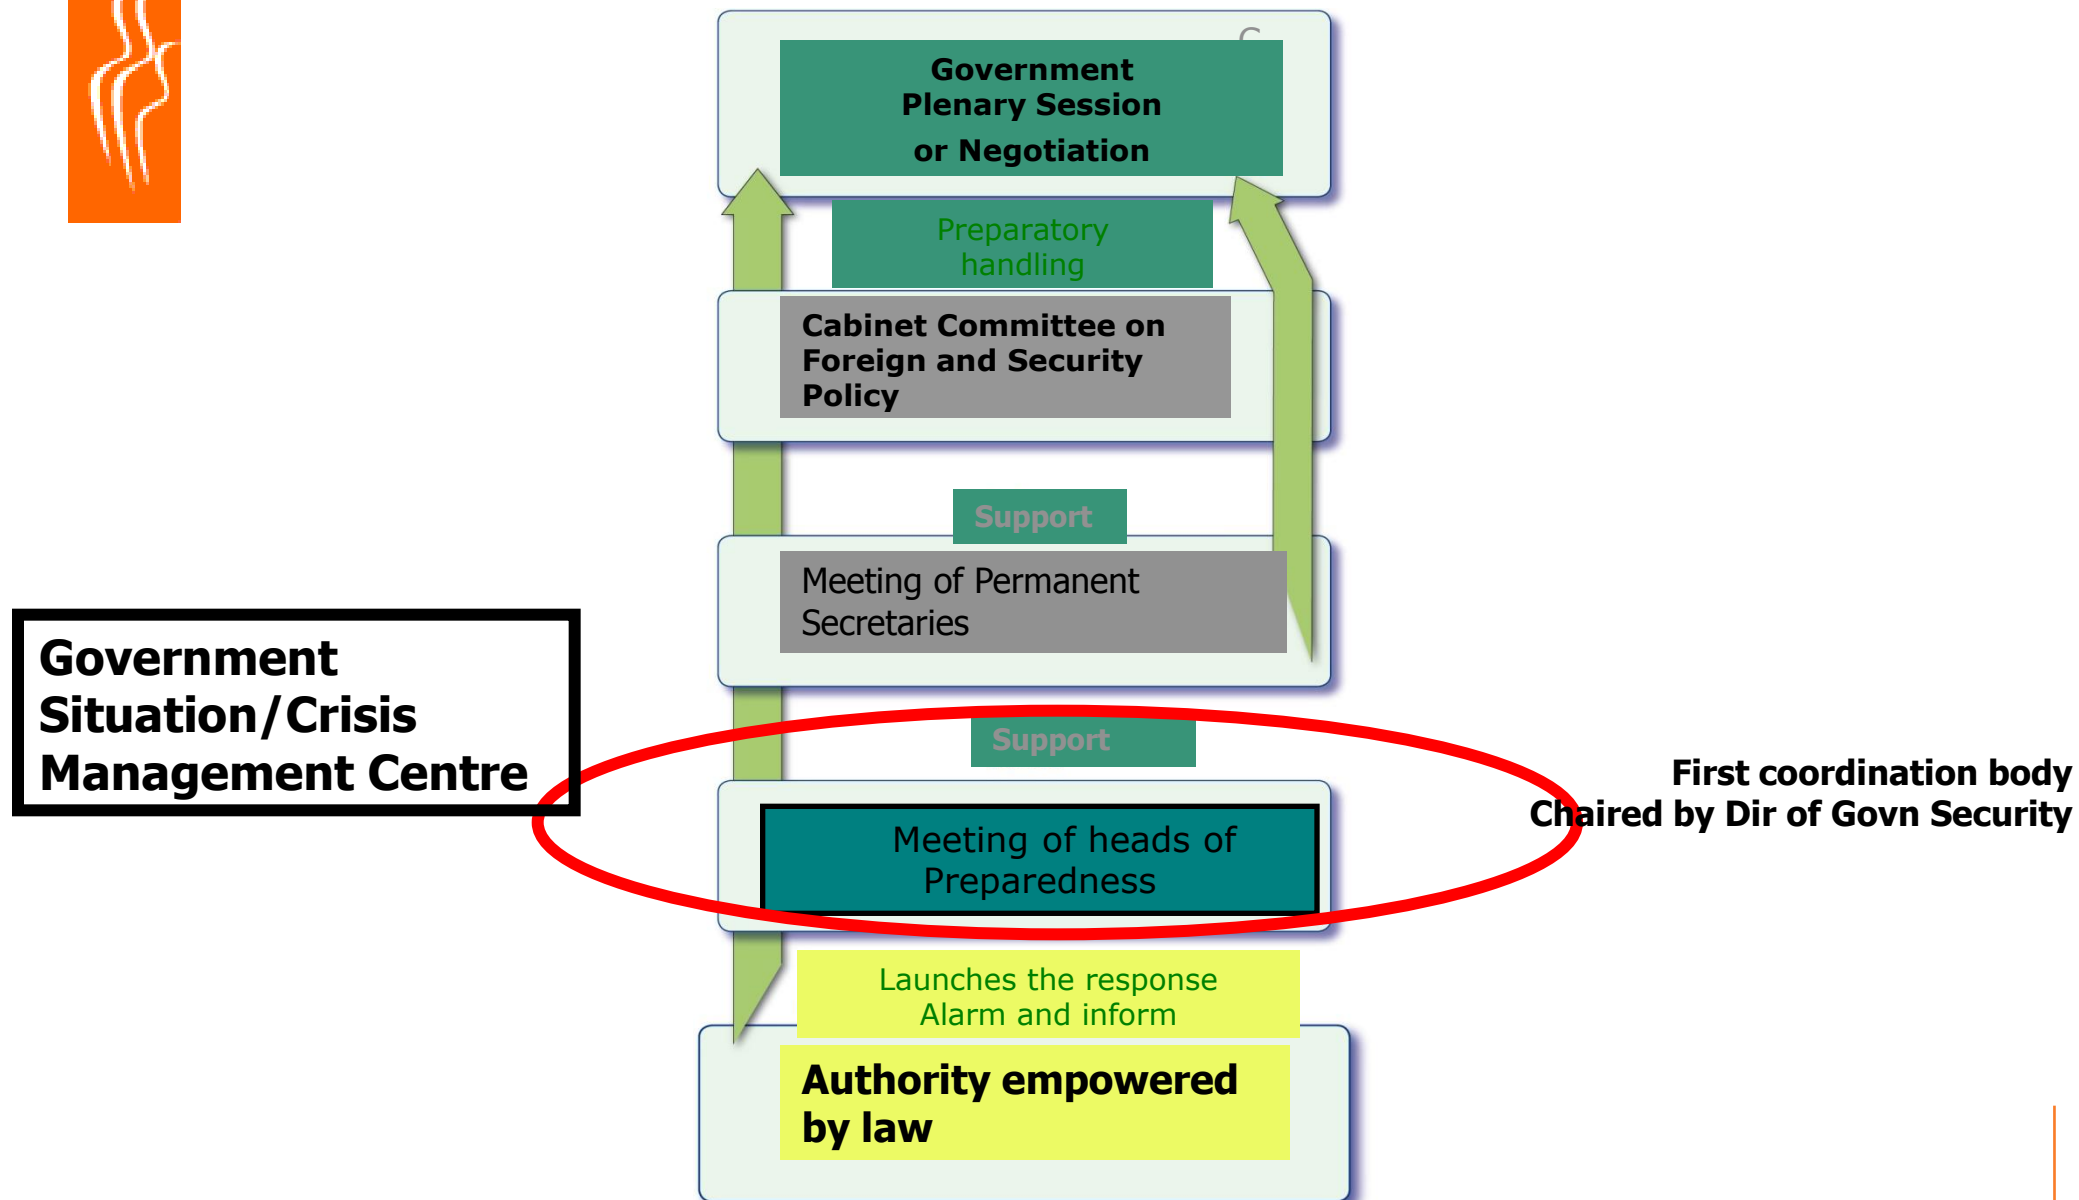 C
Government
Plenary Session
or Negotiation
Preparatory
handling
Cabinet Committee on
Foreign and Security
Policy
Support
Meeting of Permanent
Secretaries
Government
Situation/Crisis
Management Centre
Support
First coordination body
Chaired by Dir of Govn Security
Meeting of heads of
Preparedness
Launches the response
Alarm and inform
Authority empowered
by law